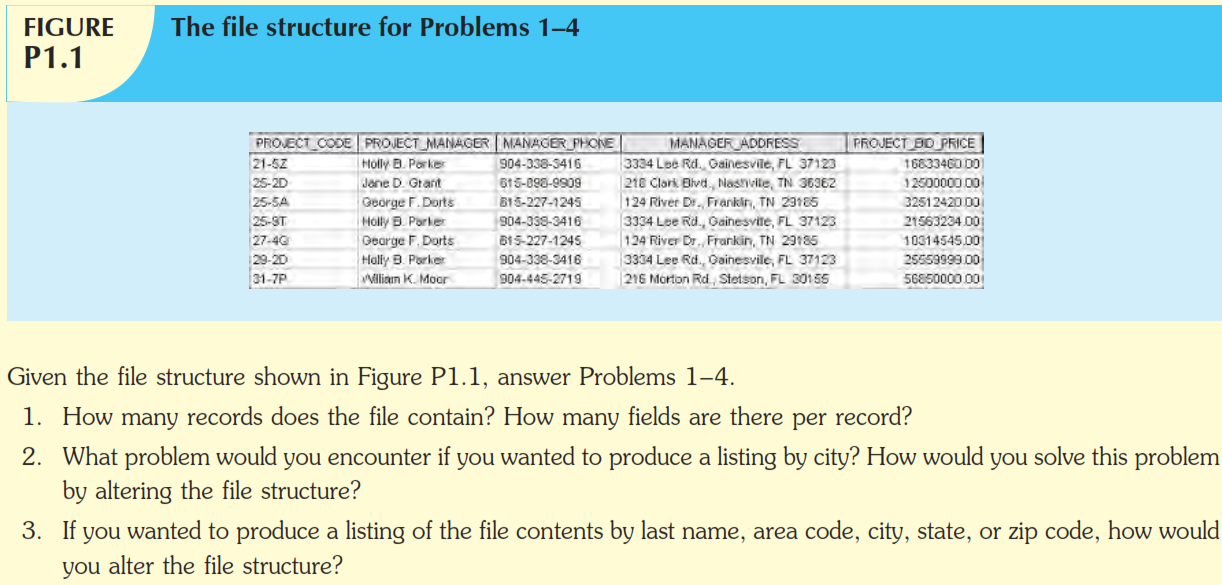 FIGURE P1.1
The file structure for Problems 1–4
PROJECT_CODE PROJECT_MANAGER MANAGER_PHONE MANAGER_ADDRESS PROJECT_BID_PRICE
21-5Z Holly B. Parker 904-338-3416 3334 Lee Rd., Gainesville, FL 37123 16833460.00
25-2D Jane D. Grant 615-898-9909 218 Clark Blvd., Nashville, TN 36362 12500000.00
25-5A George F. Dorts 615-227-1245 124 River Dr., Franklin, TN 29185 32512420.00
25-9T Holly B. Parker 904-338-3416 3334 Lee Rd., Gainesville, FL 37123 21563234.00
27-4Q George F. Dorts 615-227-1245 124 River Dr., Franklin, TN 29185 10314545.00
29-2D Holly B. Parker 904-338-3416 3334 Lee Rd., Gainesville, FL 37123 25559999.00
31-7P William K. Moor 904-445-2719 216 Morton Rd., Stetson, FL 30155 56850000.00
Given the file structure shown in Figure P1.1, answer Problems 1–4.
1. How many records does the file contain? How many fields are there per record?
2. What problem would you encounter if you wanted to produce a listing by city? How would you solve this problem
by altering the file structure?
3. If you wanted to produce a listing of the file contents by last name, area code, city, state, or zip code, how would
you alter the file structure?